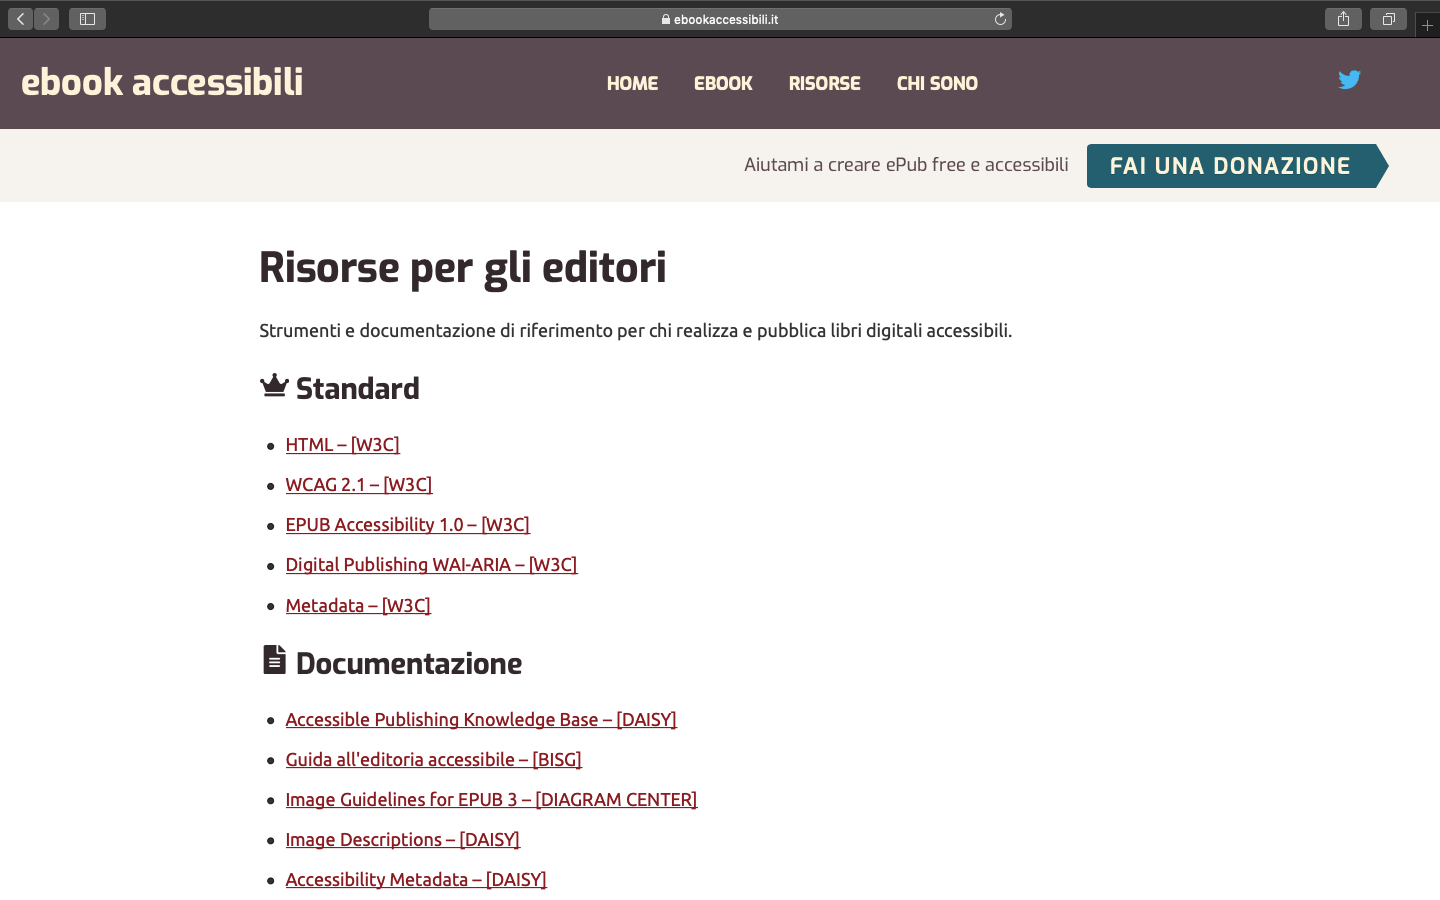 ebookaccessibili.it
ebook accessibili
HOME EBOOK RISORSE CHI SONO
Aiutami a creare ePub free e accessibili
FAI UNA DONAZIONE
Risorse per gli editori
Strumenti e documentazione di riferimento per chi realizza e pubblica libri digitali accessibili.
Standard
HTML – [W3C]
WCAG 2.1 – [W3C]
EPUB Accessibility 1.0 – [W3C]
Digital Publishing WAI-ARIA – [W3C]
Metadata – [W3C]
Documentazione
Accessible Publishing Knowledge Base – [DAISY]
Guida all'editoria accessibile – [BISG]
Image Guidelines for EPUB 3 – [DIAGRAM CENTER]
Image Descriptions – [DAISY]
Accessibility Metadata – [DAISY]